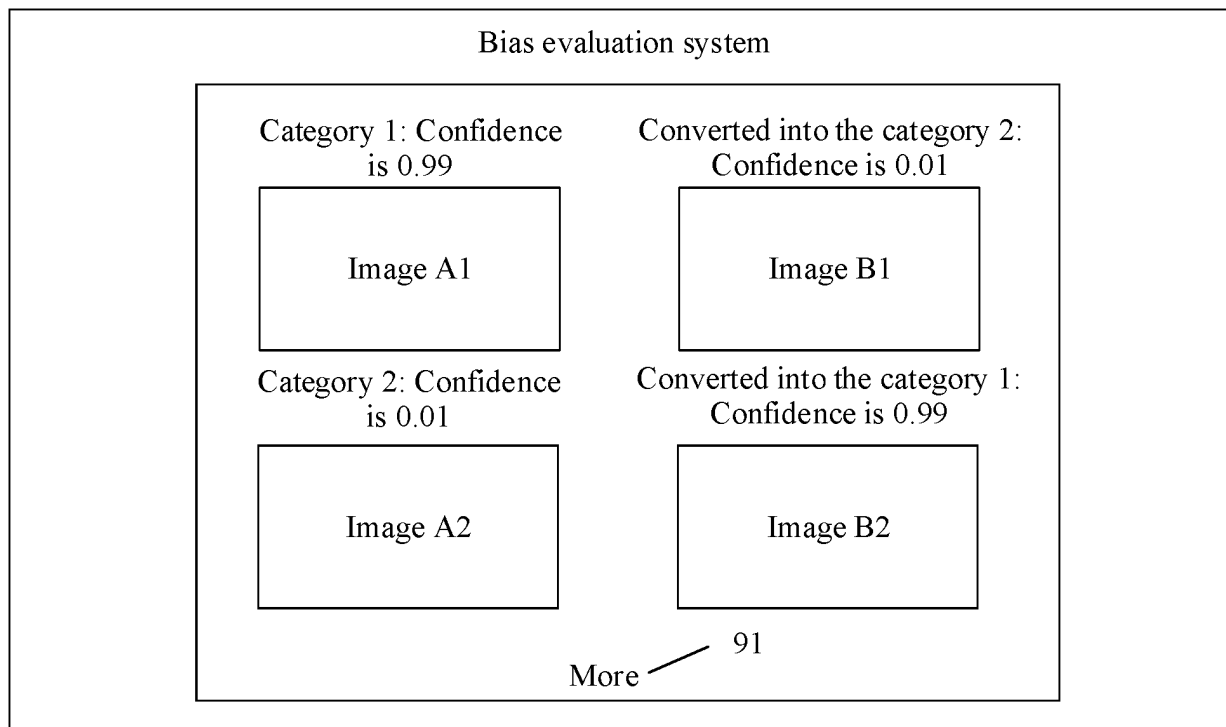 Bias evaluation system
Category 1: Confidence
is 0.99
Converted into the category 2:
Confidence is 0.01
Image A1
Image B1
Category 2: Confidence
is 0.01
Converted into the category 1:
Confidence is 0.99
Image A2
Image B2
91
More